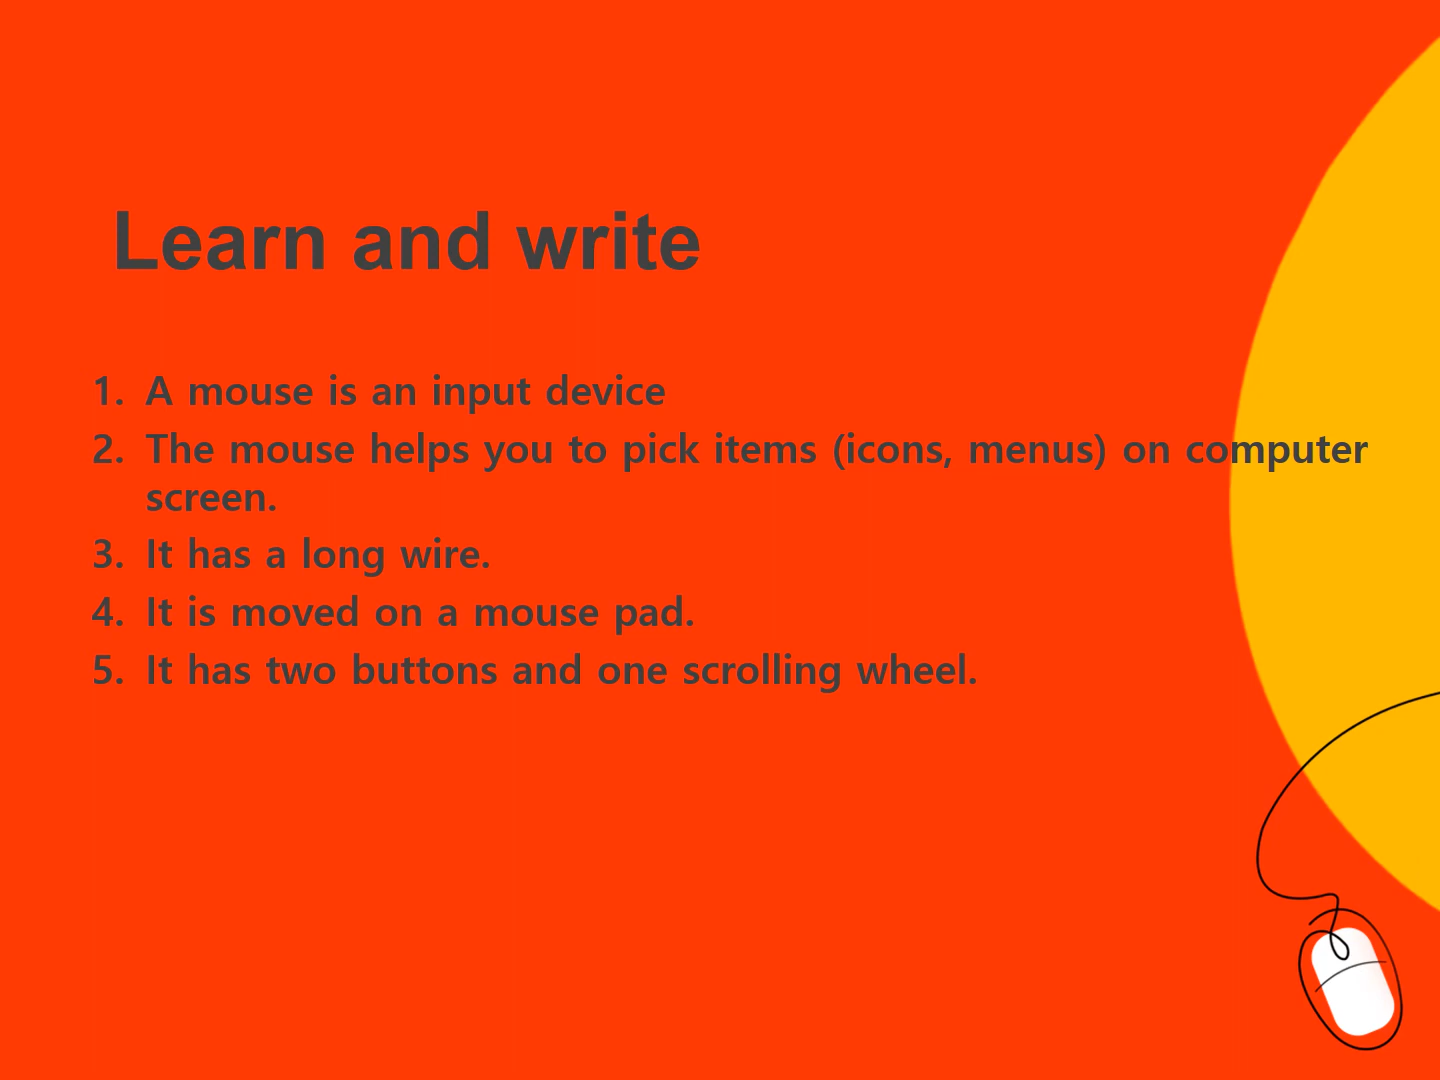 Learn and write
1. A mouse is an input device
2. The mouse helps you to pick items (icons, menus) on computer
screen.
3. It has a long wire.
4. It is moved on a mouse pad.
5. It has two buttons and one scrolling wheel.